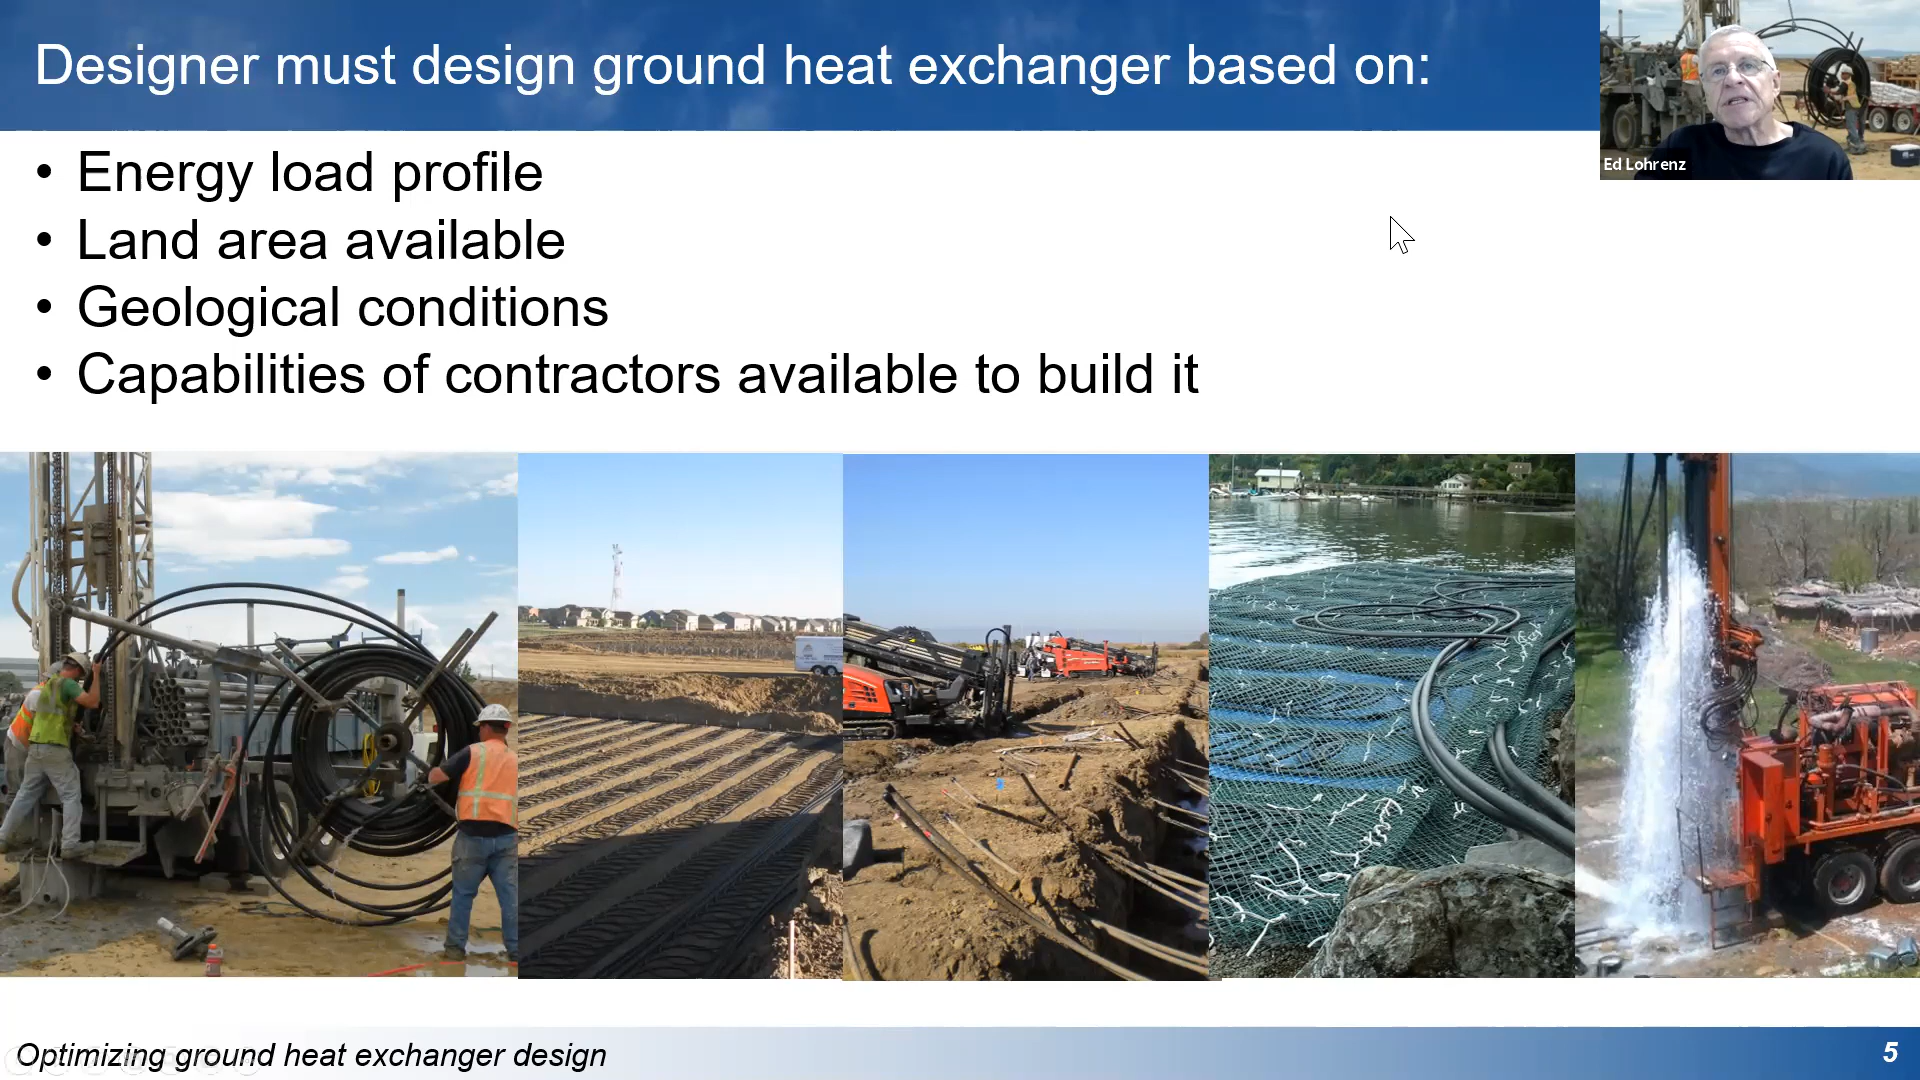 Designer must design ground heat exchanger based on:
Ed Lohrenz
• Energy load profile
• Land area available
• Geological conditions
• Capabilities of contractors available to build it
Optimizing ground heat exchanger design
5